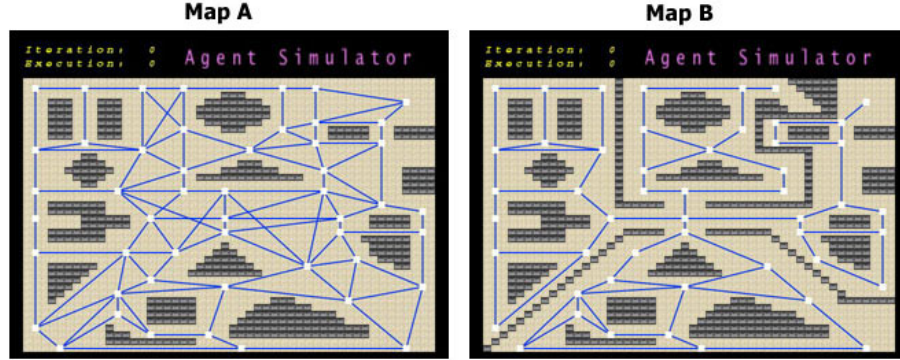 Map A
Map B
Iteration: 0
Execution: 0
Agent Simulator
Iteration: 0
Execution: 0
Agent Simulator